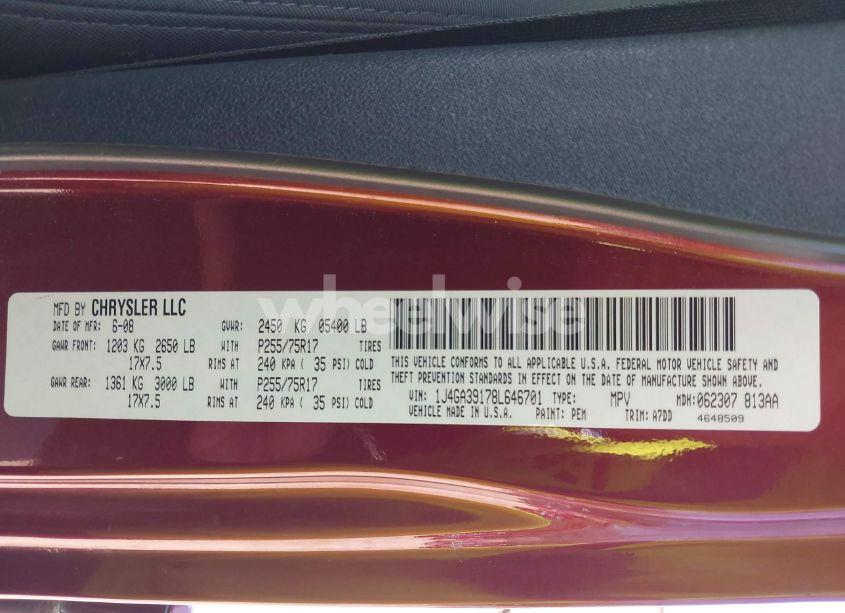 wheelwise
MFD BY CHRYSLER LLC
DATE OF MFR: 6-08 GVWR: 2450 KG 05400 LB
GAWR FRONT: 1203 KG 2650 LB WITH P255/75R17 TIRES
17X7.5 RIMS AT 240 KPA ( 35 PSI) COLD
GAWR REAR: 1361 KG 3000 LB WITH P255/75R17 TIRES
17X7.5 RIMS AT 240 KPA ( 35 PSI) COLD
THIS VEHICLE CONFORMS TO ALL APPLICABLE U.S.A. FEDERAL MOTOR VEHICLE SAFETY AND
THEFT PREVENTION STANDARDS IN EFFECT ON THE DATE OF MANUFACTURE SHOWN ABOVE.
VIN: 1J4GA39178L646701 TYPE: MPV MDH: 062307 813AA
VEHICLE MADE IN U.S.A. PAINT: PEM TRIM: A7DD 4648509